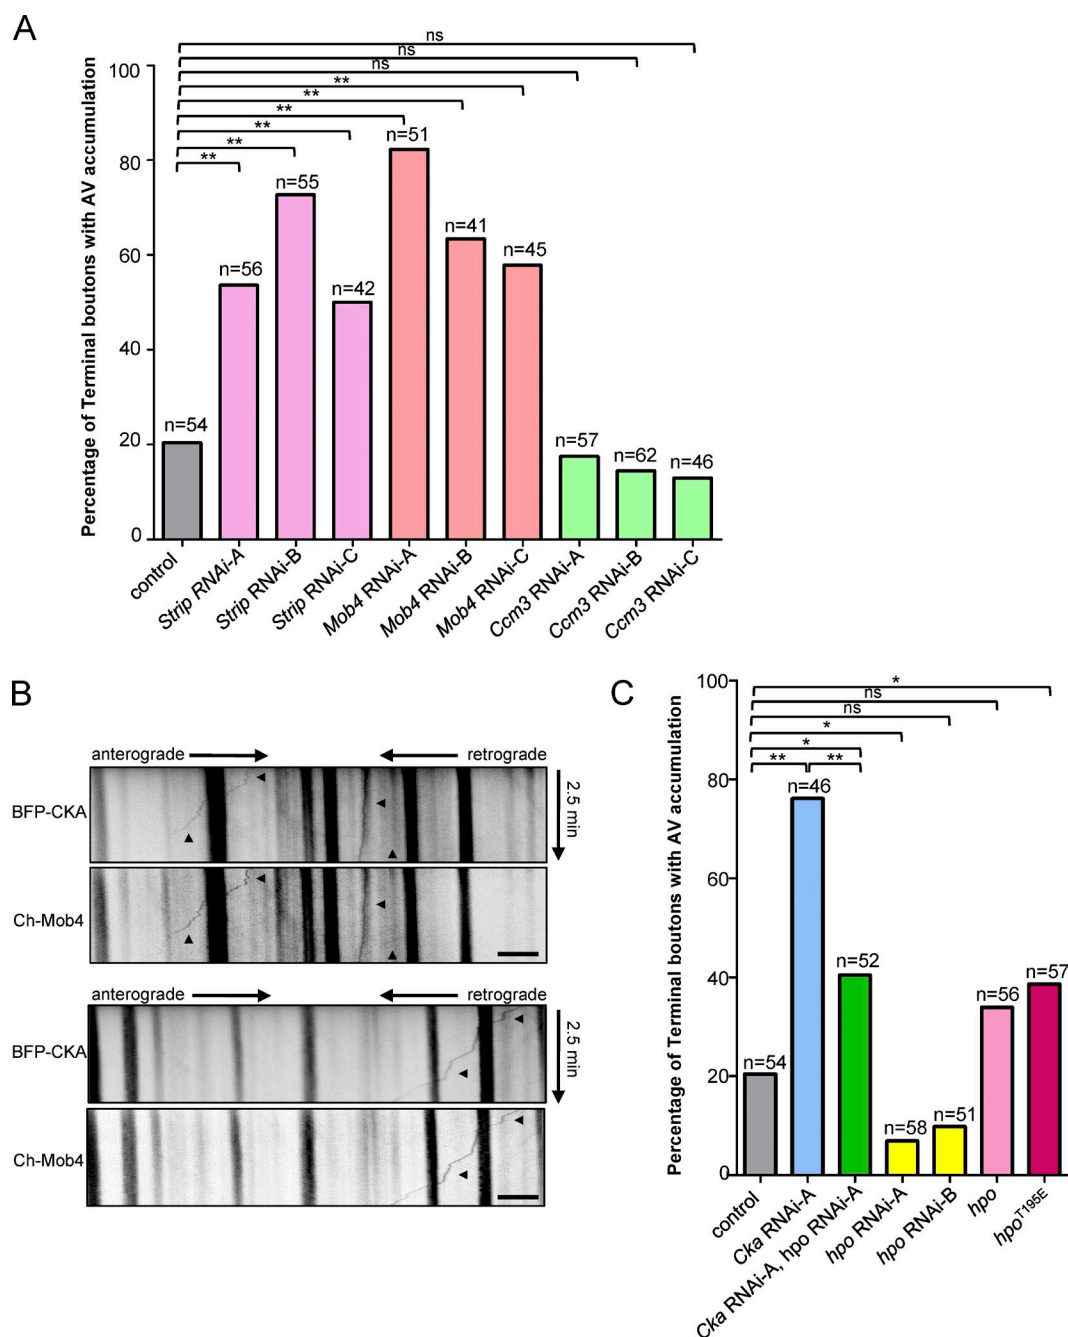 A
ns
ns
ns
**
**
**
**
**
**
Percentage of Terminal boutons with AV accumulation
100
80
60
40
20
0
n=54
n=56
n=55
n=42
n=51
n=41
n=45
n=57
n=62
n=46
control
Strip RNAi-A
Strip RNAi-B
Strip RNAi-C
Mob4 RNAi-A
Mob4 RNAi-B
Mob4 RNAi-C
Ccm3 RNAi-A
Ccm3 RNAi-B
Ccm3 RNAi-C
B
anterograde retrograde
BFP-CKA
2.5 min
Ch-Mob4
anterograde retrograde
BFP-CKA
2.5 min
Ch-Mob4
C
*
ns
ns
*
*
** **
Percentage of Terminal boutons with AV accumulation
100
80
60
40
20
0
n=54
n=46
n=52
n=58
n=51
n=56
n=57
control
Cka RNAi-A
Cka RNAi-A, hpo RNAi-A
hpo RNAi-A
hpo RNAi-B
hpo
hpoT195E